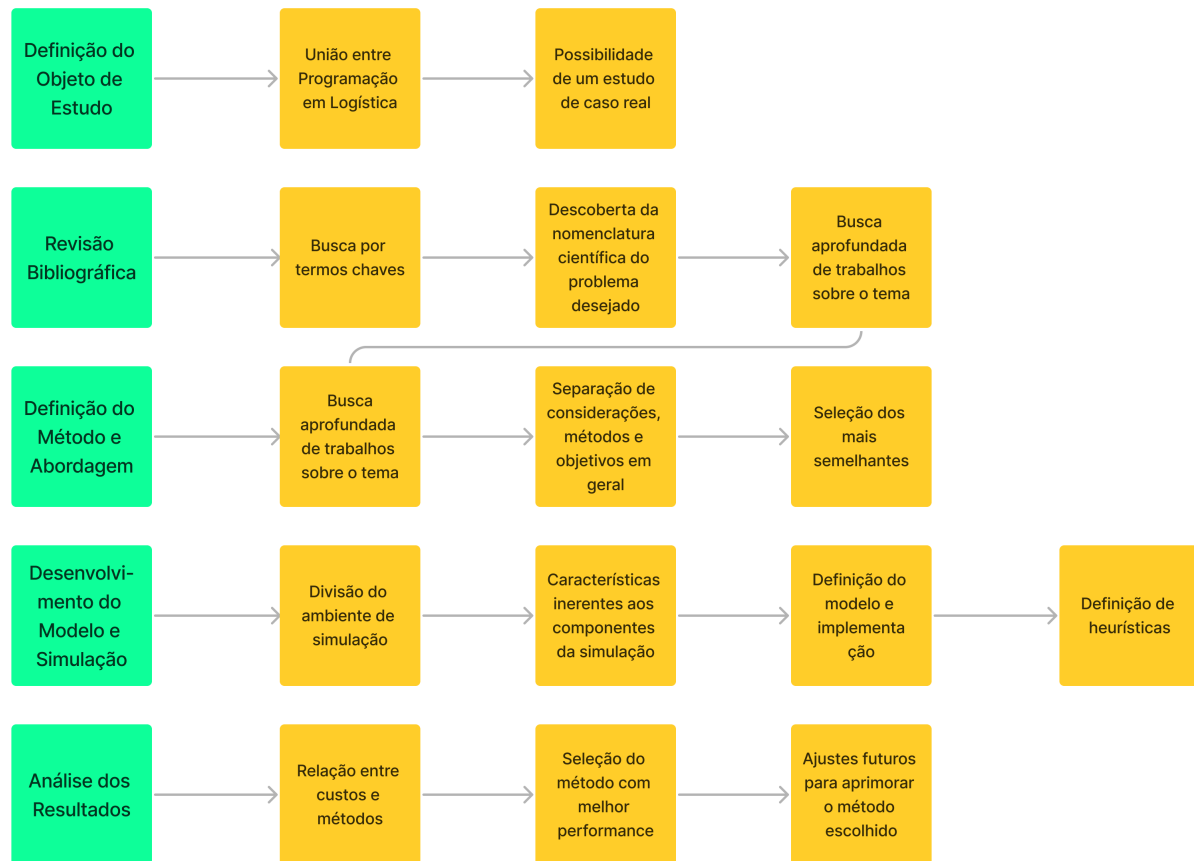 Definição do
Objeto de
Estudo
União entre
Programação
em Logística
Possibilidade
de um estudo
de caso real
Revisão
Bibliográfica
Busca por
termos chaves
Descoberta da
nomenclatura
científica do
problema
desejado
Busca
aprofundada
de trabalhos
sobre o tema
Definição do
Método e
Abordagem
Busca
aprofundada
de trabalhos
sobre o tema
Separação de
considerações,
métodos e
objetivos em
geral
Seleção dos
mais
semelhantes
Desenvolvi-
mento do
Modelo e
Simulação
Divisão do
ambiente de
simulação
Características
inerentes aos
componentes
da simulação
Definição do
modelo e
implementa
ção
Definição de
heurísticas
Análise dos
Resultados
Relação entre
custos e
métodos
Seleção do
método com
melhor
performance
Ajustes futuros
para aprimorar
o método
escolhido